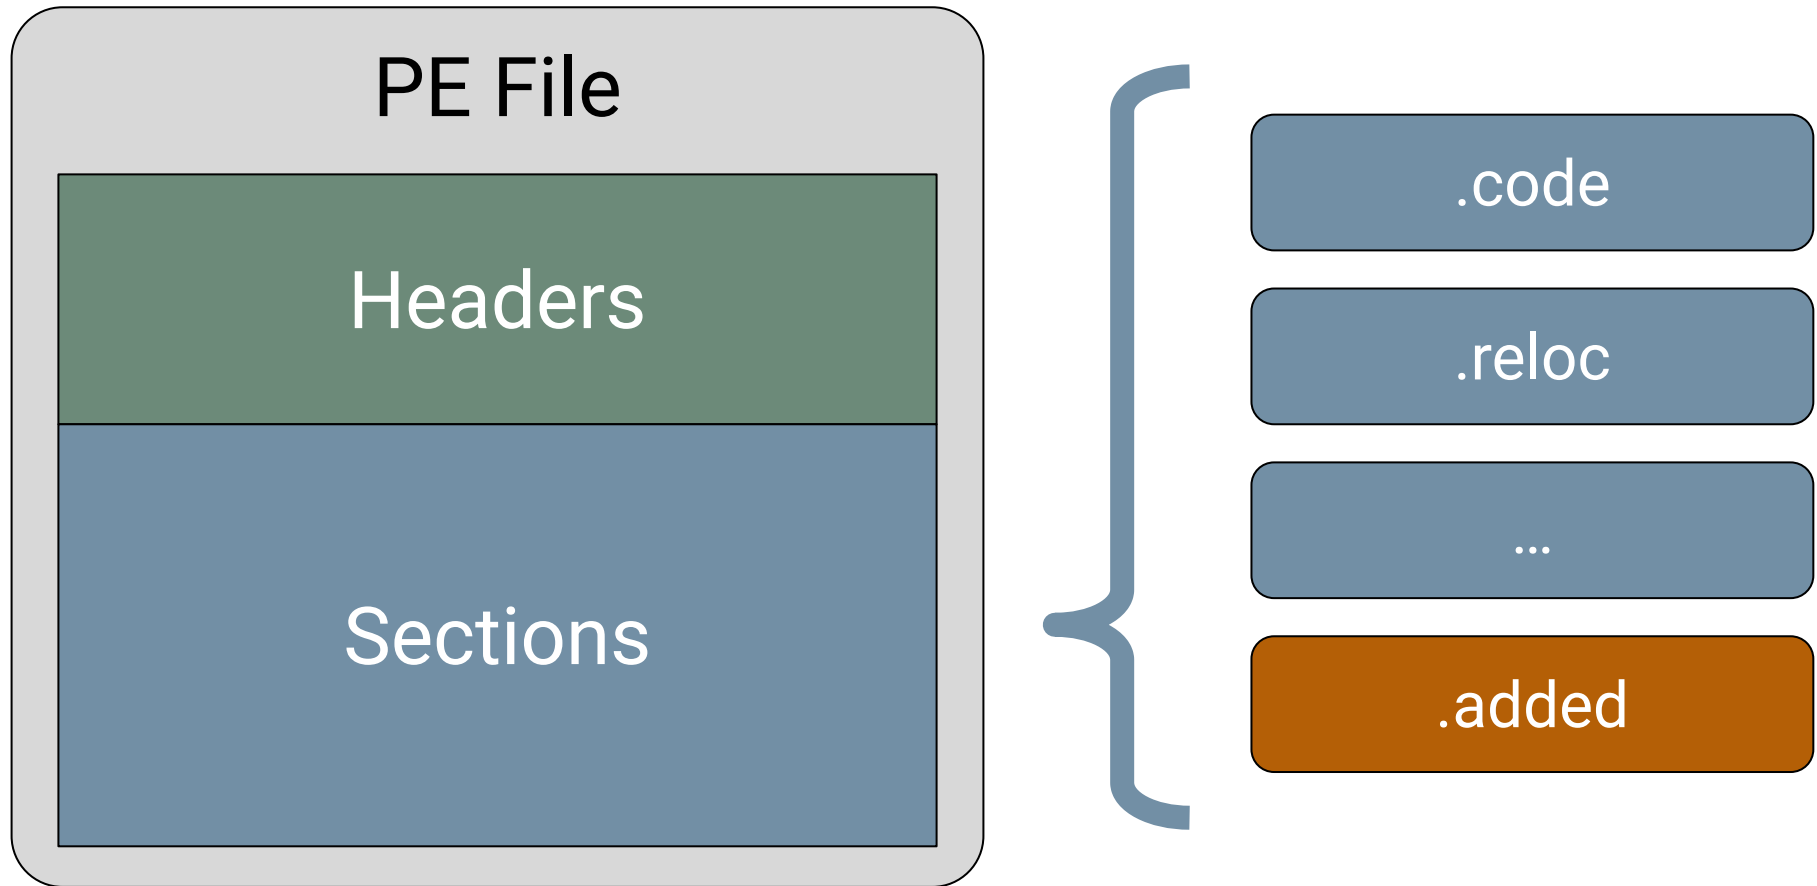 PE File
Headers
Sections
.code
.reloc
...
.added